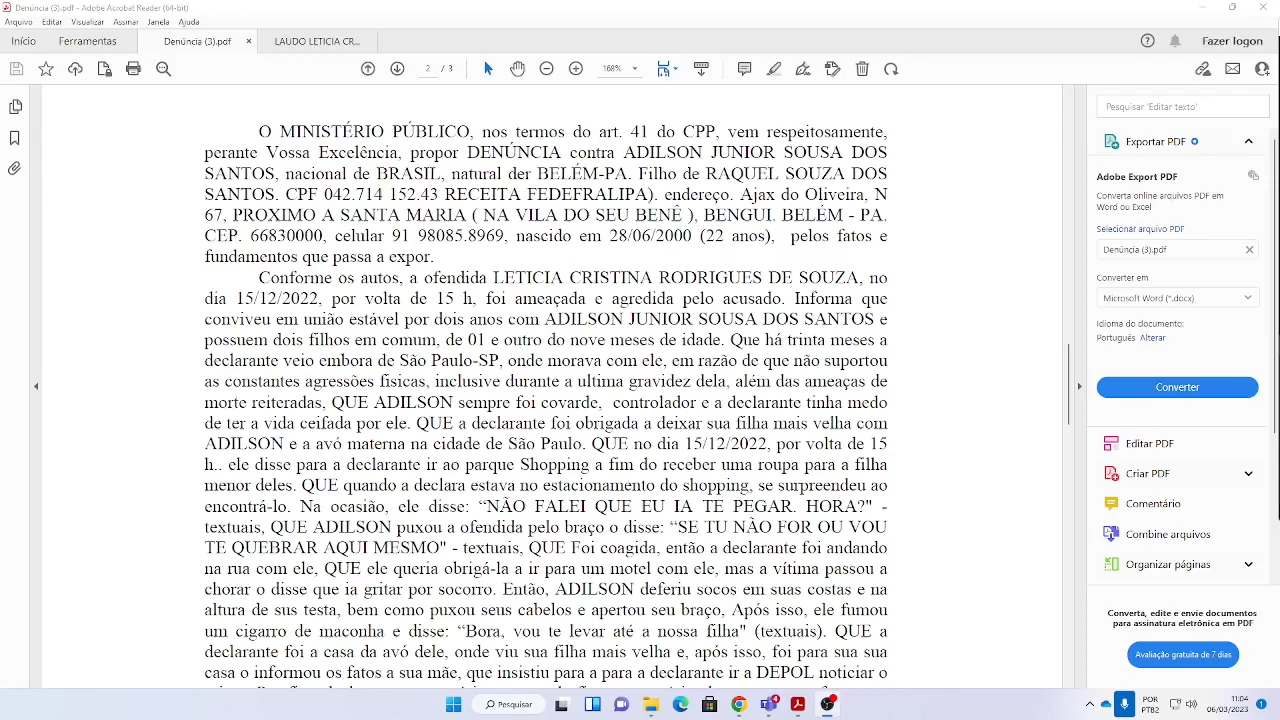 Denúncia (3).pdf - Adobe Acrobat Reader (64-bit)
Arquivo Editar Visualizar Assinar Janela Ajuda
Início Ferramentas Denúncia (3).pdf LAUDO LETICIA CR... Fazer logon
2 / 3 168%
O MINISTÉRIO PÚBLICO, nos termos do art. 41 do CPP, vem respeitosamente,
perante Vossa Excelência, propor DENÚNCIA contra ADILSON JUNIOR SOUSA DOS
SANTOS, nacional de BRASIL, natural der BELÉM-PA. Filho de RAQUEL SOUZA DOS
SANTOS. CPF 042.714 152.43 RECEITA FEDEFRALIPA). endereço. Ajax do Oliveira, N
67, PROXIMO A SANTA MARIA ( NA VILA DO SEU BENÊ ), BENGUI. BELÉM - PA.
CEP. 66830000, celular 91 98085.8969, nascido em 28/06/2000 (22 anos), pelos fatos e
fundamentos que passa a expor.
Conforme os autos, a ofendida LETICIA CRISTINA RODRIGUES DE SOUZA, no
dia 15/12/2022, por volta de 15 h, foi ameaçada e agredida pelo acusado. Informa que
conviveu em união estável por dois anos com ADILSON JUNIOR SOUSA DOS SANTOS e
possuem dois filhos em comum, de 01 e outro do nove meses de idade. Que há trinta meses a
declarante veio embora de São Paulo-SP, onde morava com ele, em razão de que não suportou
as constantes agressões físicas, inclusive durante a ultima gravidez dela, além das ameaças de
morte reiteradas, QUE ADILSON sempre foi covarde, controlador e a declarante tinha medo
de ter a vida ceifada por ele. QUE a declarante foi obrigada a deixar sua filha mais velha com
ADILSON e a avó materna na cidade de São Paulo. QUE no dia 15/12/2022, por volta de 15
h.. ele disse para a declarante ir ao parque Shopping a fim do receber uma roupa para a filha
menor deles. QUE quando a declara estava no estacionamento do shopping, se surpreendeu ao
encontrá-lo. Na ocasião, ele disse: “NÃO FALEI QUE EU IA TE PEGAR. HORA?" -
textuais, QUE ADILSON puxou a ofendida pelo braço o disse: “SE TU NÃO FOR OU VOU
TE QUEBRAR AQUI MESMO" - textuais, QUE Foi coagida, então a declarante foi andando
na rua com ele, QUE ele queria obrigá-la a ir para um motel com ele, mas a vítima passou a
chorar o disse que ia gritar por socorro. Então, ADILSON deferiu socos em suas costas e na
altura de sus testa, bem como puxou seus cabelos e apertou seu braço, Após isso, ele fumou
um cigarro de maconha e disse: “Bora, vou te levar até a nossa filha" (textuais). QUE a
declarante foi a casa da avó dele, onde viu sua filha mais velha e, após isso, foi para sua sua
casa o informou os fatos a sua mãe, que insistiu para a para a declarante ir a DEPOL noticiar o
Pesquisar 'Editar texto'
Exportar PDF
Adobe Export PDF
Converta online arquivos PDF em
Word ou Excel
Selecionar arquivo PDF
Denúncia (3).pdf
Converter em
Microsoft Word (*.docx)
Idioma do documento:
Português Alterar
Converter
Editar PDF
Criar PDF
Comentário
Combine arquivos
Organizar páginas
Converta, edite e envie documentos
para assinatura eletrônica em PDF
Avaliação gratuita de 7 dias
Pesquisar
POR
PTB2
11:04
06/03/2023